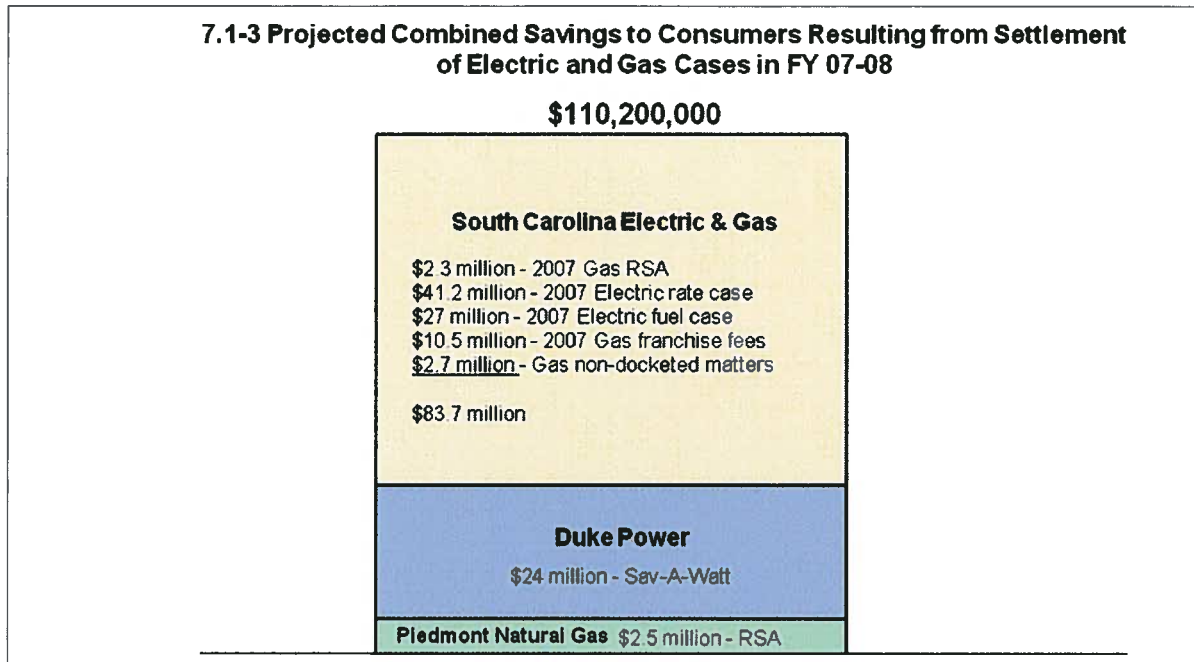 7.1-3 Projected Combined Savings to Consumers Resulting from Settlement
of Electric and Gas Cases in FY 07-08
$110,200,000
South Carolina Electric & Gas
$2.3 million - 2007 Gas RSA
$41.2 million - 2007 Electric rate case
$27 million - 2007 Electric fuel case
$10.5 million - 2007 Gas franchise fees
$2.7 million - Gas non-docketed matters
$83.7 million
Duke Power
$24 million - Sav-A-Watt
Piedmont Natural Gas $2.5 million - RSA